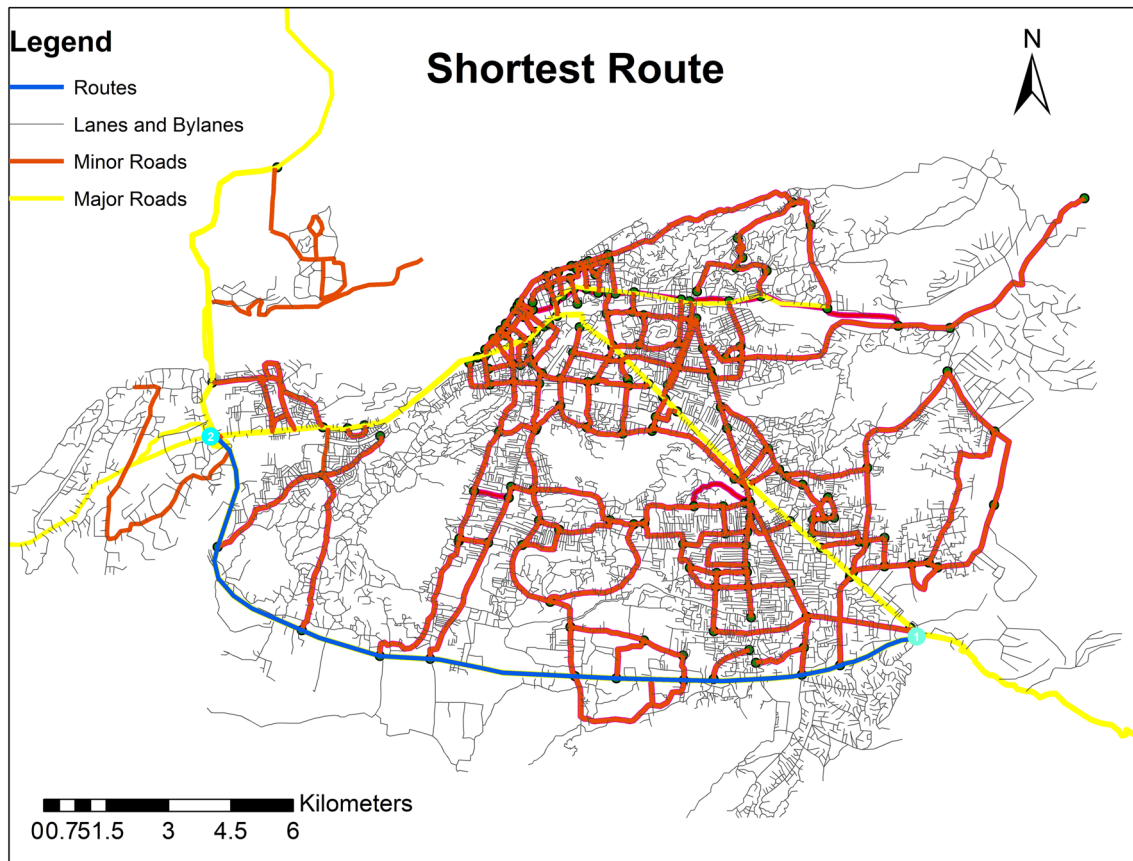 Legend
Shortest Route
N
Routes
Lanes and Bylanes
Minor Roads
Major Roads
2
1
Kilometers
00.751.5 3 4.5 6